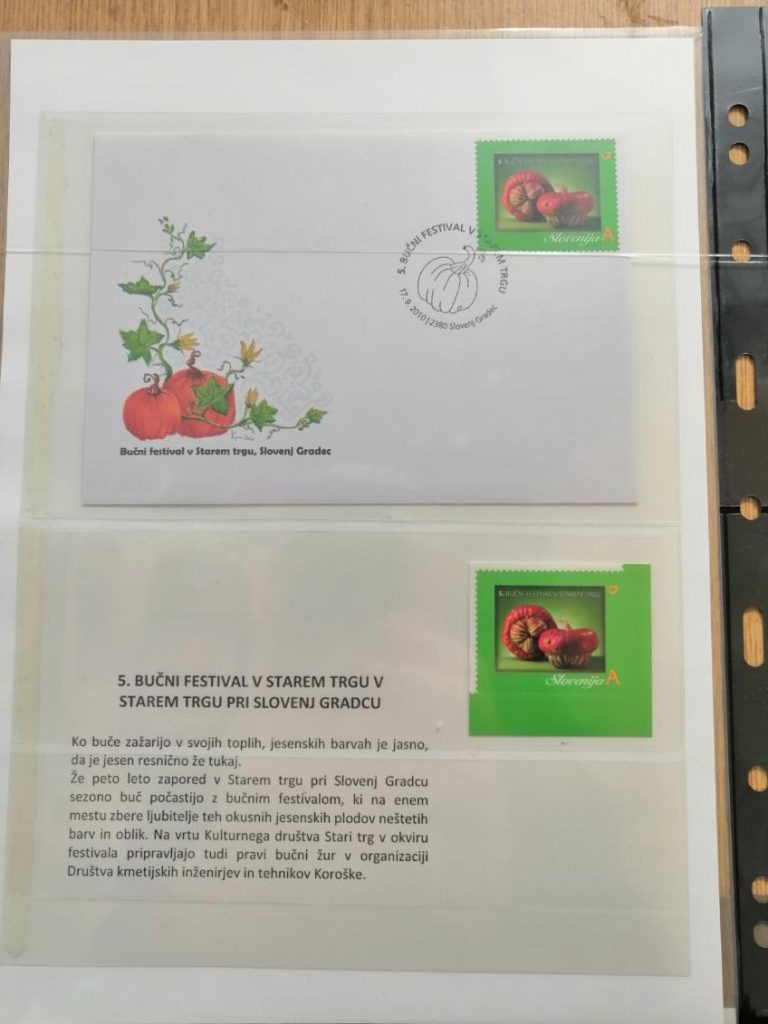 5. BUČNI FESTIVAL V STAREM TRGU
Slovenija A
5. BUČNI FESTIVAL V STAREM TRGU
17. 9. 2010 | 2380 Slovenj Gradec
Bučni festival v Starem trgu, Slovenj Gradec
5. BUČNI FESTIVAL V STAREM TRGU
Slovenija A
5. BUČNI FESTIVAL V STAREM TRGU V
STAREM TRGU PRI SLOVENJ GRADCU
Ko buče zažarijo v svojih toplih, jesenskih barvah je jasno,
da je jesen resnično že tukaj.
Že peto leto zapored v Starem trgu pri Slovenj Gradcu
sezono buč počastijo z bučnim festivalom, ki na enem
mestu zbere ljubitelje teh okusnih jesenskih plodov neštetih
barv in oblik. Na vrtu Kulturnega društva Stari trg v okviru
festivala pripravljajo tudi pravi bučni žur v organizaciji
Društva kmetijskih inženirjev in tehnikov Koroške.